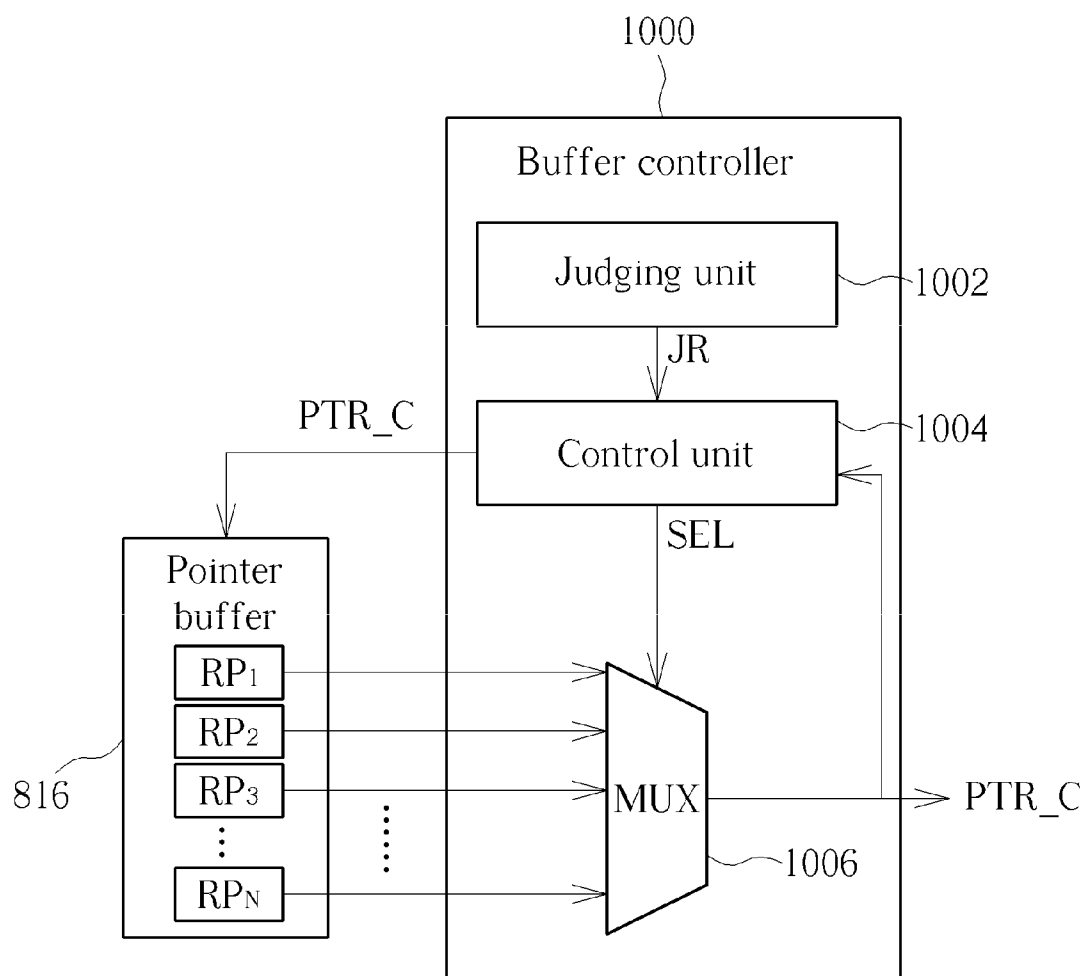 1000
Buffer controller
Judging unit
1002
JR
PTR_C
Control unit
1004
SEL
Pointer
buffer
RP1
RP2
RP3
RPN
816
MUX
PTR_C
1006